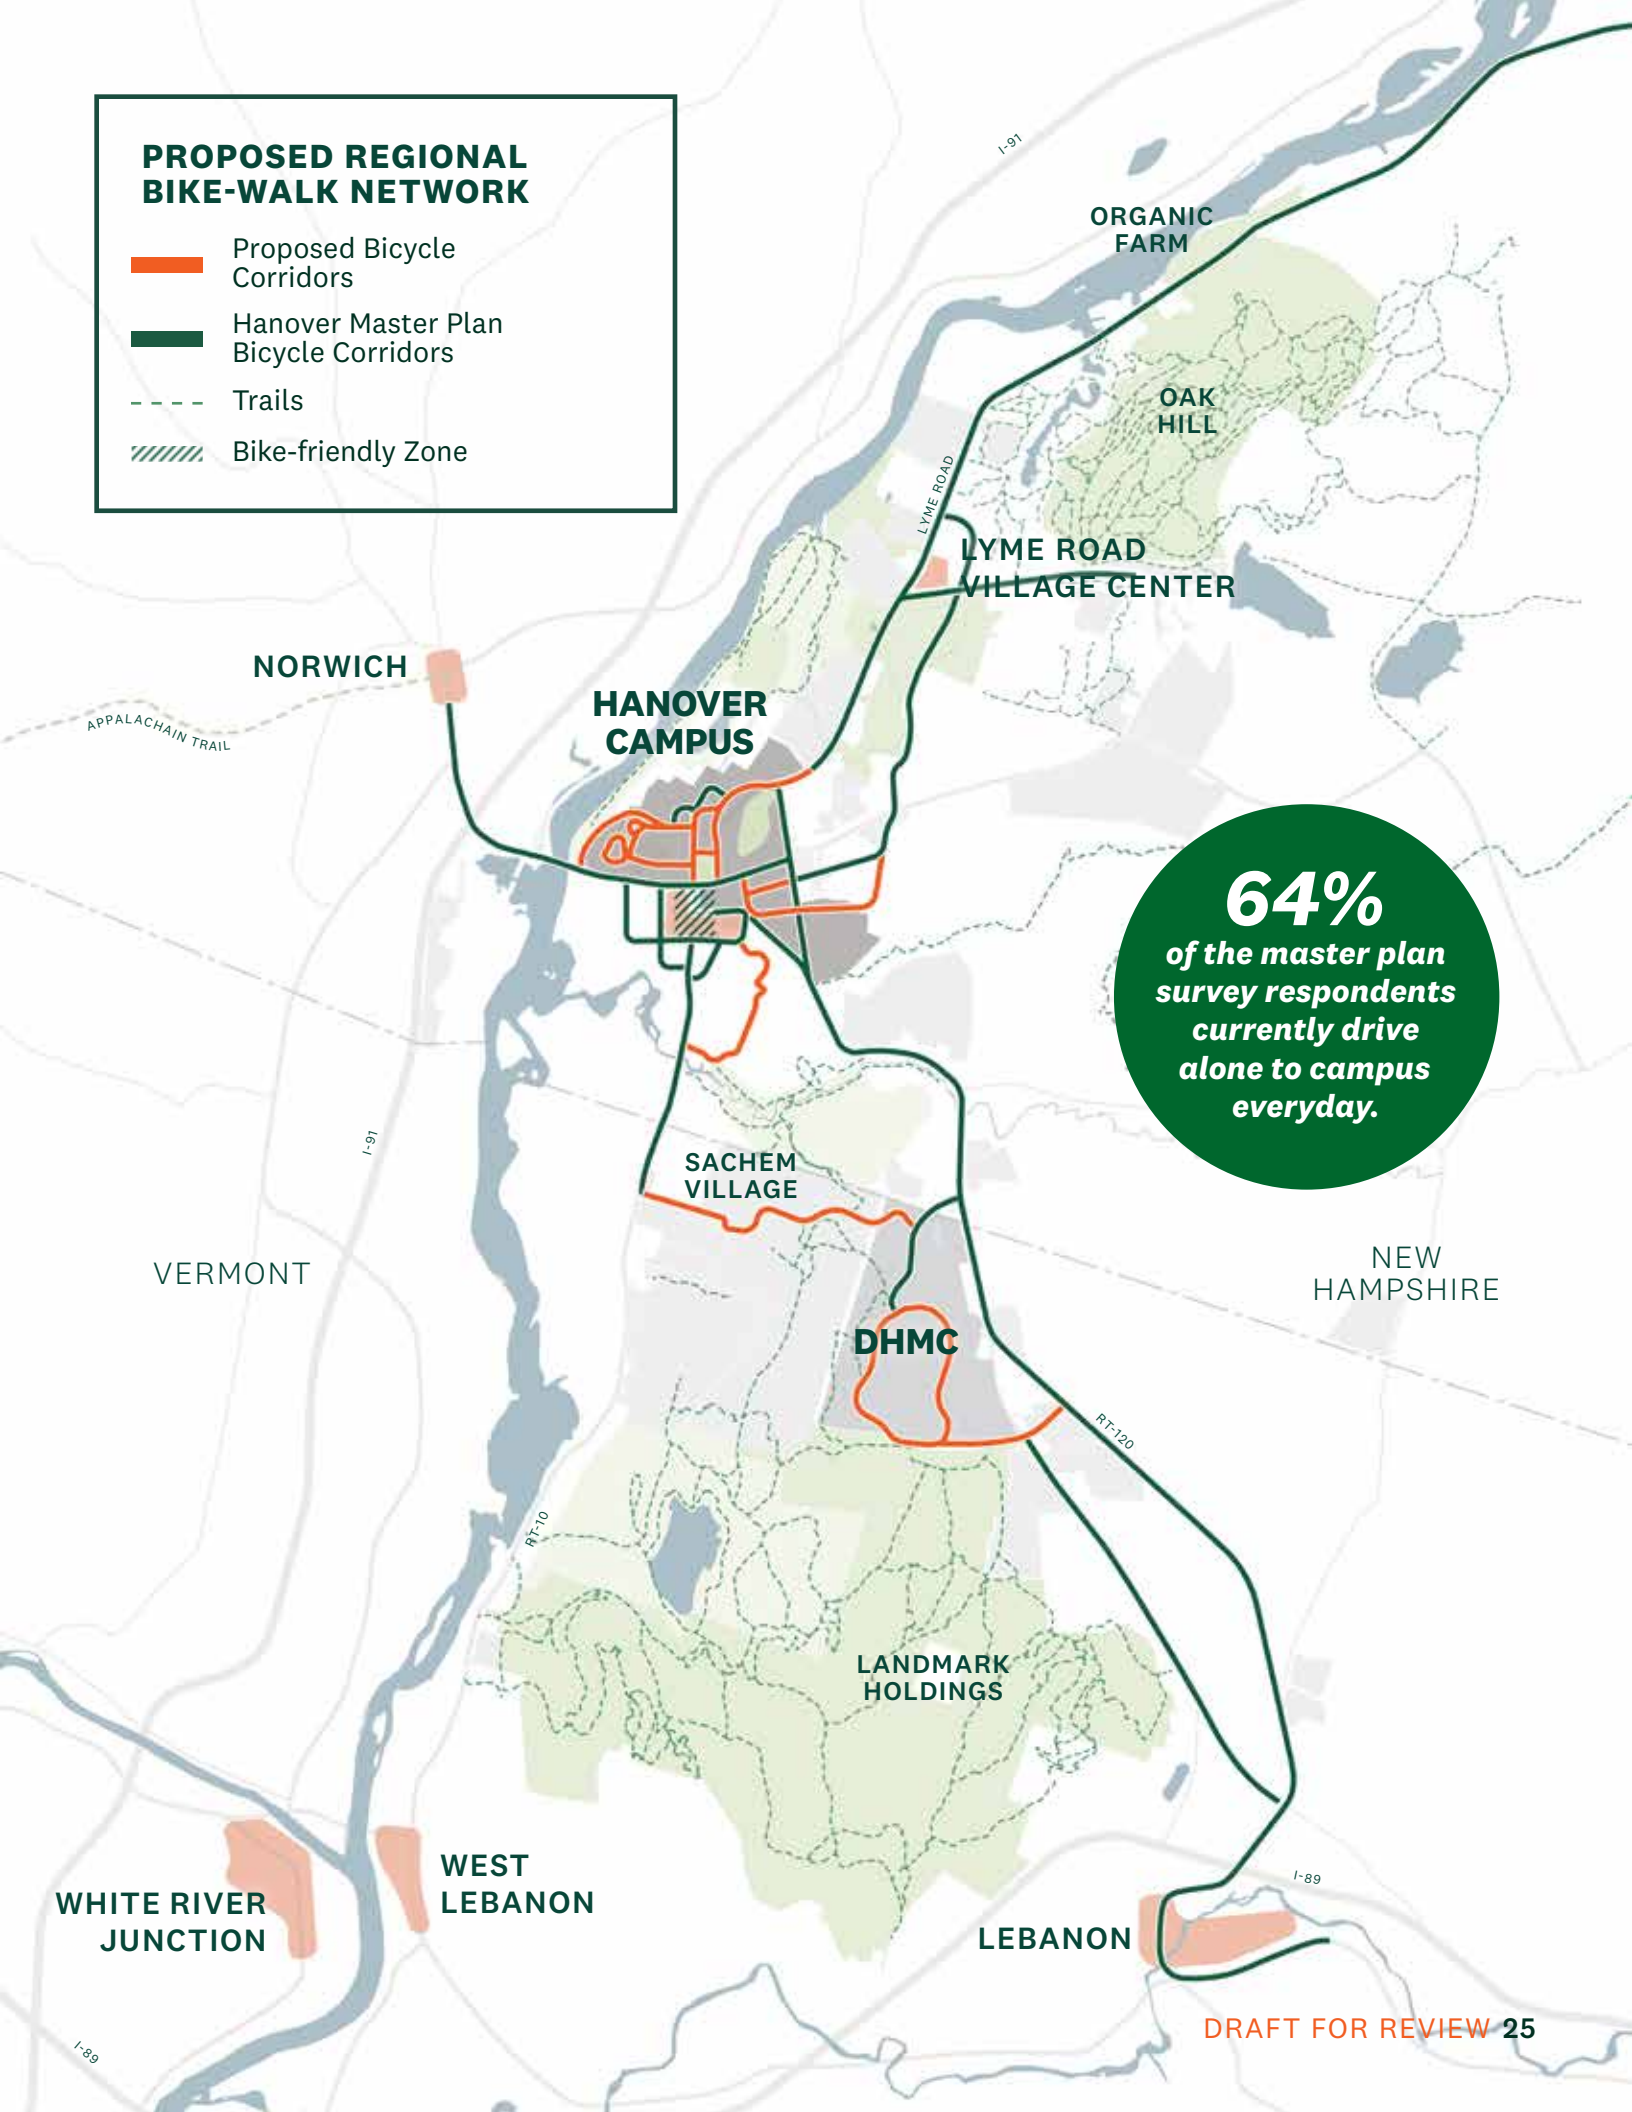 PROPOSED REGIONAL
BIKE-WALK NETWORK
Proposed Bicycle
Corridors
Hanover Master Plan
Bicycle Corridors
Trails
Bike-friendly Zone
I-91
ORGANIC
FARM
OAK
HILL
LYME ROAD
LYME ROAD
VILLAGE CENTER
NORWICH
APPALACHAIN TRAIL
HANOVER
CAMPUS
64%
of the master plan
survey respondents
currently drive
alone to campus
everyday.
I-91
SACHEM
VILLAGE
VERMONT
NEW
HAMPSHIRE
DHMC
RT-120
RT-10
LANDMARK
HOLDINGS
WEST
LEBANON
WHITE RIVER
JUNCTION
I-89
LEBANON
I-89
DRAFT FOR REVIEW 25